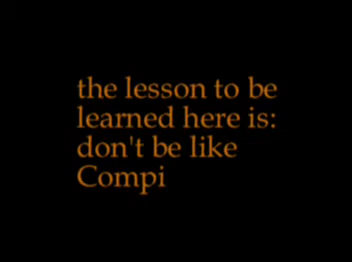 the lesson to be
learned here is:
don't be like
Compi